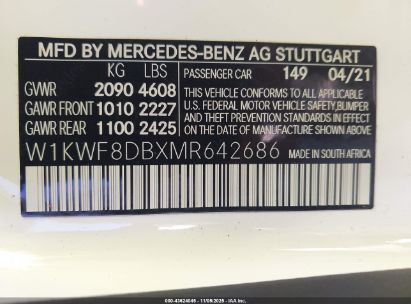 MFD BY MERCEDES-BENZ AG STUTTGART
KG LBS PASSENGER CAR 149 04/21
GVWR 2090 4608 THIS VEHICLE CONFORMS TO ALL APPLICABLE
GAWR FRONT 1010 2227 U.S. FEDERAL MOTOR VEHICLE SAFETY, BUMPER
GAWR REAR 1100 2425 AND THEFT PREVENTION STANDARDS IN EFFECT
ON THE DATE OF MANUFACTURE SHOWN ABOVE.
W1KWF8DBXMR642686 MADE IN SOUTH AFRICA